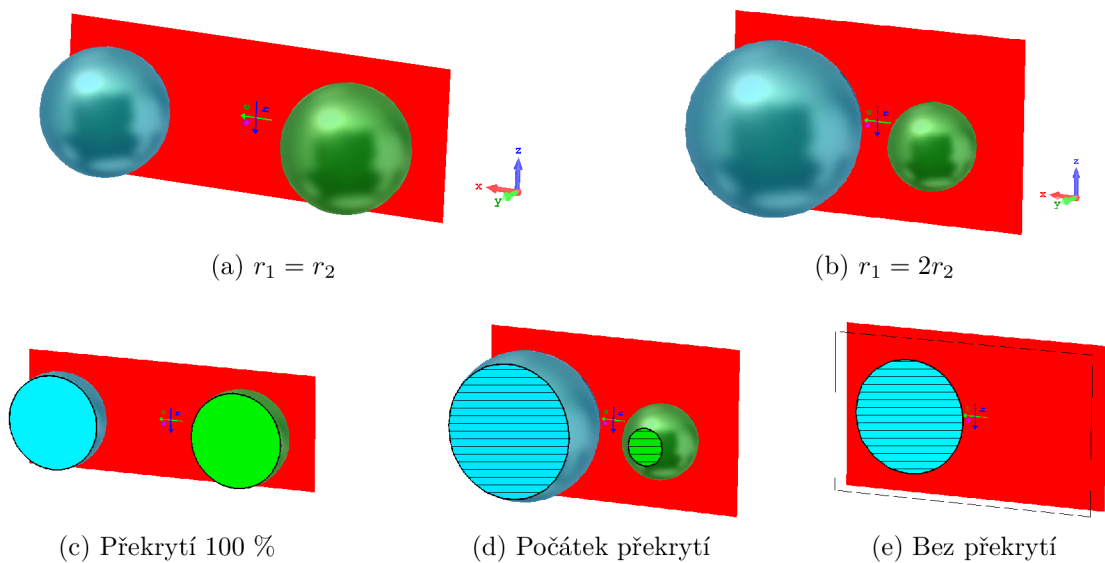 z
x
y
z
x
y
(a) r₁ = r₂
(b) r₁ = 2r₂
(c) Překrytí 100 %
(d) Počátek překrytí
(e) Bez překrytí